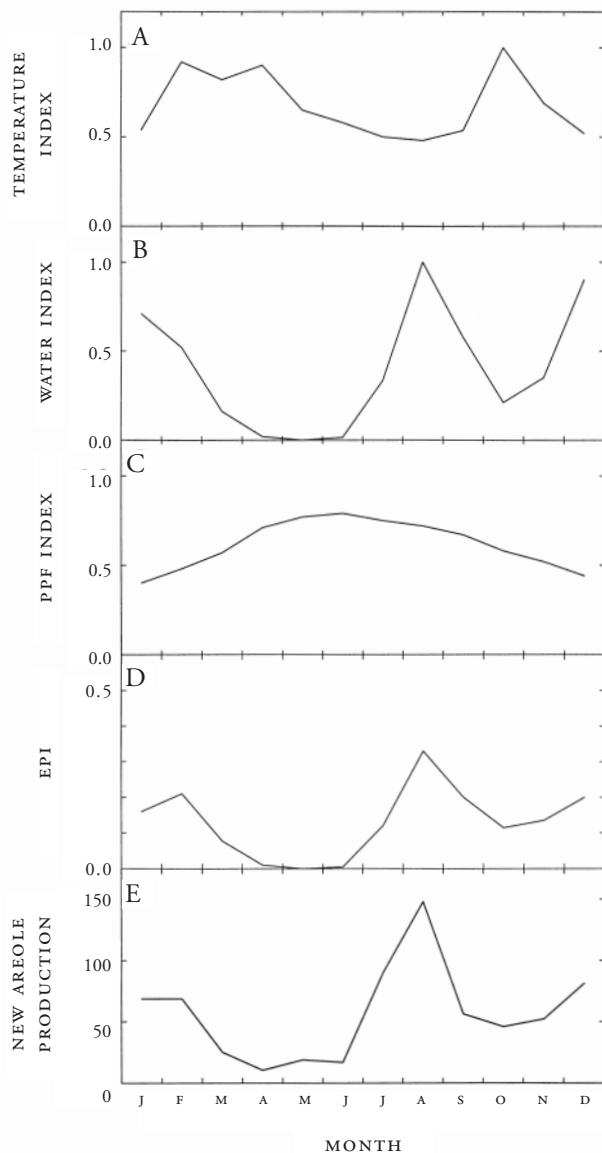 A
TEMPERATURE
INDEX
1.0
0.5
0.0
B
WATER INDEX
1.0
0.5
0.0
C
PPF INDEX
1.0
0.5
0.0
D
EPI
0.5
0.0
E
NEW AREOLE
PRODUCTION
150
100
50
0
J F M A M J J A S O N D
MONTH